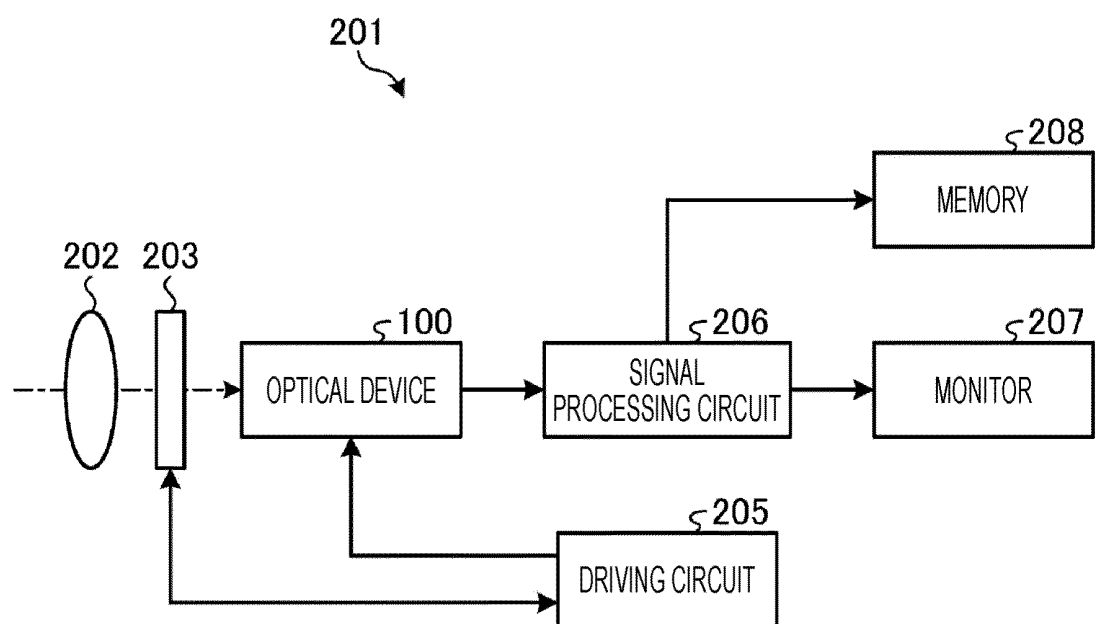 201
208
MEMORY
202
203
100
OPTICAL DEVICE
206
SIGNAL
PROCESSING CIRCUIT
207
MONITOR
205
DRIVING CIRCUIT